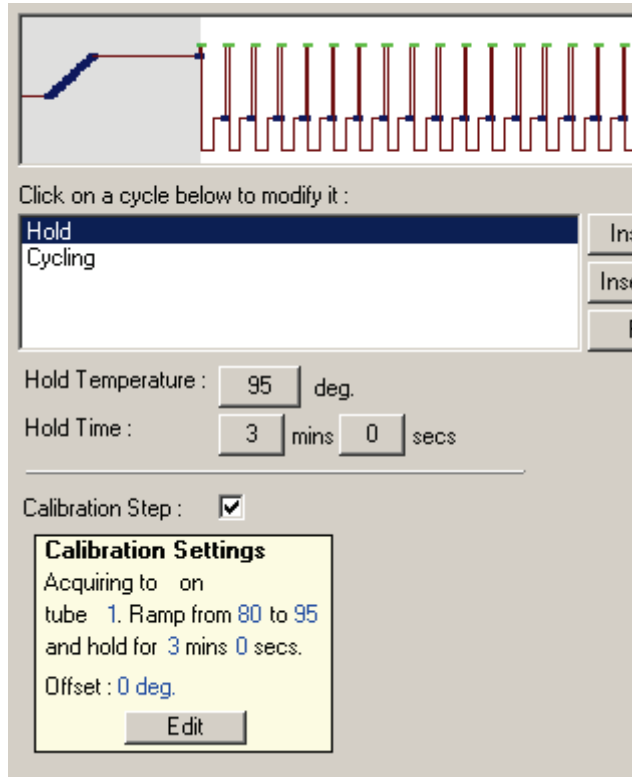 Click on a cycle below to modify it :
Hold
Cycling
Hold Temperature : 95 deg.
Hold Time : 3 mins 0 secs
Calibration Step :
Calibration Settings
Acquiring to on
tube 1. Ramp from 80 to 95
and hold for 3 mins 0 secs.
Offset : 0 deg.
Edit